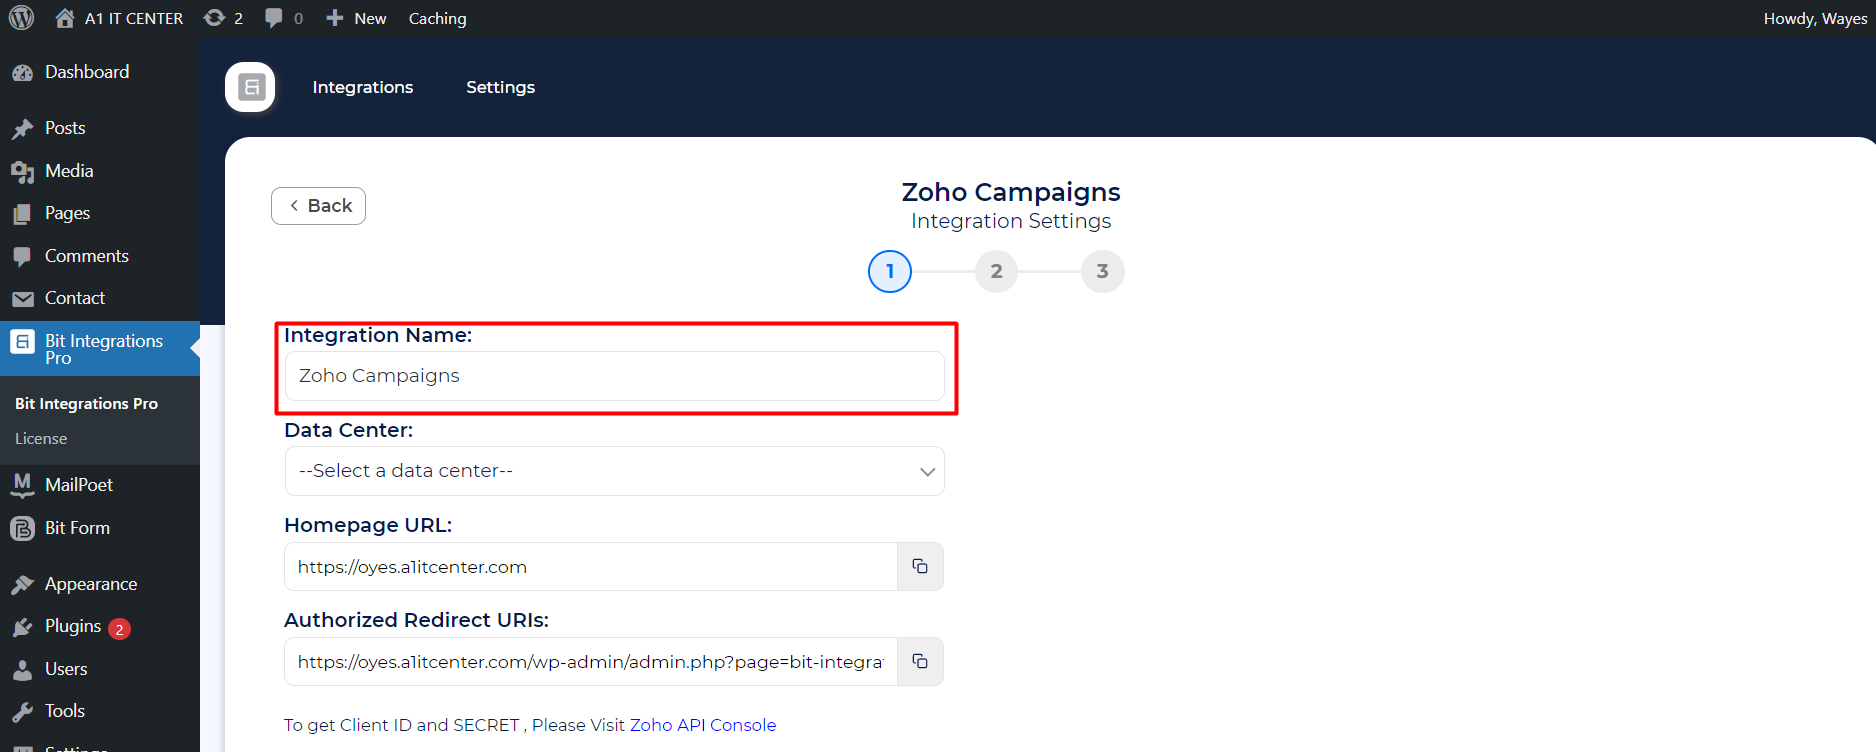 A1 IT CENTER 2 0 New Caching Howdy, Wayes
Dashboard
Posts
Media
Pages
Comments
Contact
Bit Integrations
Pro
Bit Integrations Pro
License
MailPoet
Bit Form
Appearance
Plugins 2
Users
Tools
Settings
Integrations Settings
Back
Zoho Campaigns
Integration Settings
1 2 3
Integration Name:
Zoho Campaigns
Data Center:
--Select a data center--
Homepage URL:
https://oyes.a1itcenter.com
Authorized Redirect URIs:
https://oyes.a1itcenter.com/wp-admin/admin.php?page=bit-integra
To get Client ID and SECRET , Please Visit Zoho API Console